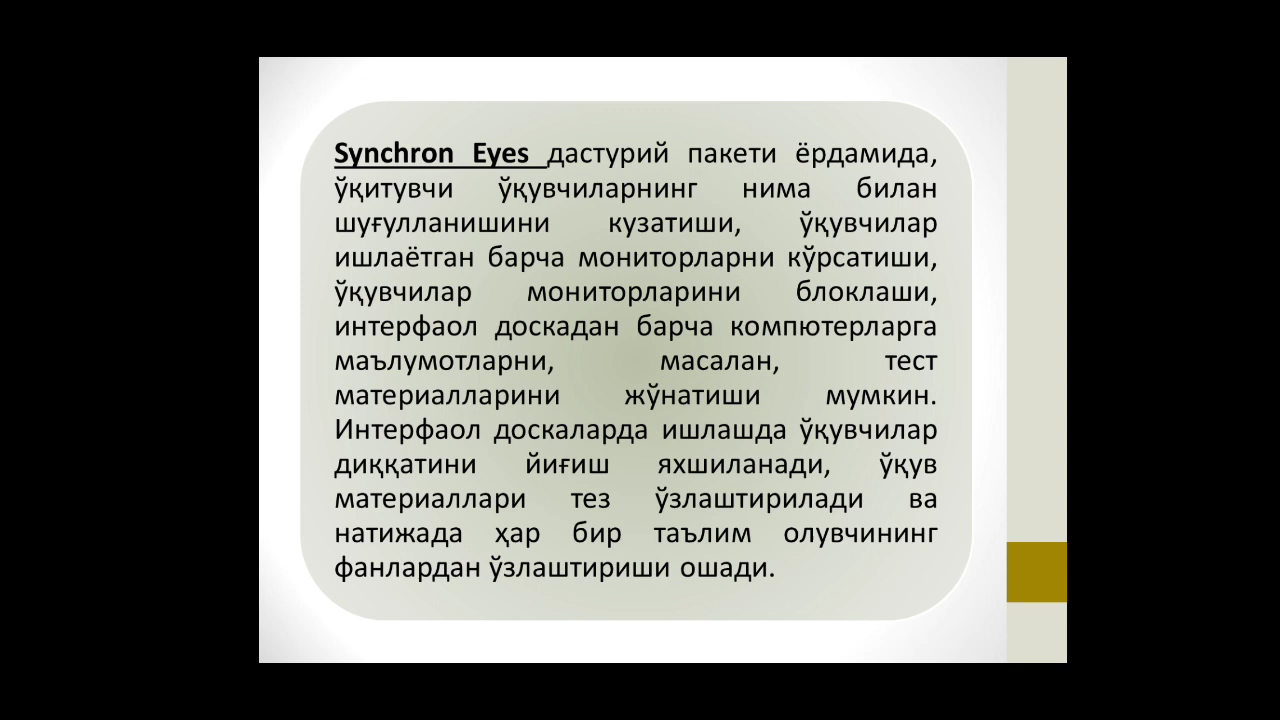 Synchron Eyes дастурий пакети ёрдамида,
ўқитувчи ўқувчиларнинг нима билан
шуғулланишини кузатиши, ўқувчилар
ишлаётган барча мониторларни кўрсатиши,
ўқувчилар мониторларини блоклаши,
интерфаол доскадан барча компютерларга
маълумотларни, масалан, тест
материалларини жўнатиши мумкин.
Интерфаол доскаларда ишлашда ўқувчилар
диққатини йиғиш яхшиланади, ўқув
материаллари тез ўзлаштирилади ва
натижада ҳар бир таълим олувчининг
фанлардан ўзлаштириши ошади.